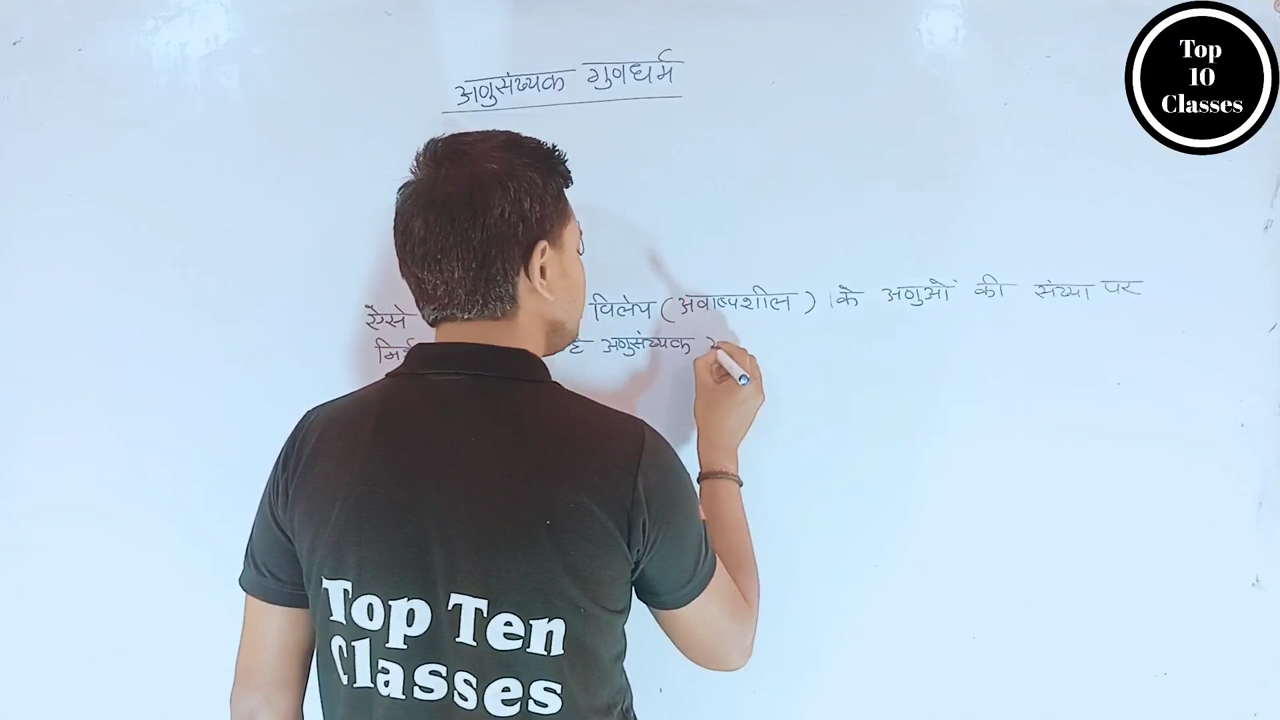 अणुसंख्यक गुणधर्म
ऐसे विलेय (अवाष्पशील) के अणुओं की संख्या पर
है अणुसंख्यक
Top
10
Classes
Top Ten
Classes